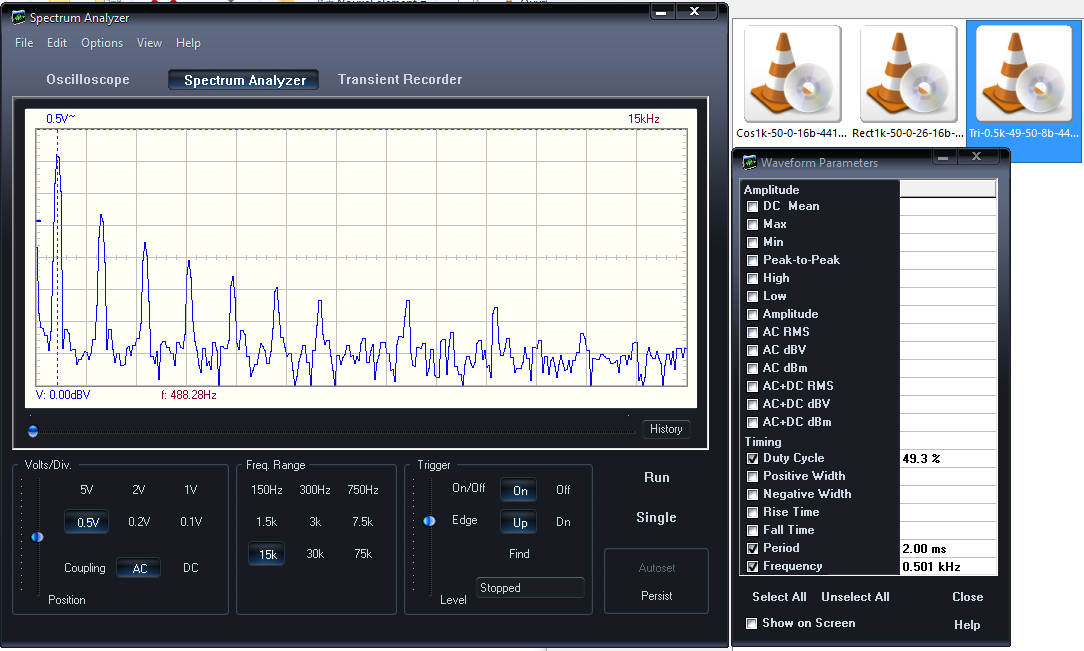 Spectrum Analyzer
File Edit Options View Help
Oscilloscope Spectrum Analyzer Transient Recorder
0.5V~ 15kHz
V: 0.00dBV f: 488.28Hz
History
Volts/Div.
5V 2V 1V
0.5V 0.2V 0.1V
Coupling AC DC
Position
Freq. Range
150Hz 300Hz 750Hz
1.5k 3k 7.5k
15k 30k 75k
Trigger
On/Off On Off
Edge Up Dn
Find
Stopped
Level
Run
Single
Autoset
Persist
Cos1k-50-0-16b-441... Rect1k-50-0-26-16b-... Tri-0.5k-49-50-8b-44...
Waveform Parameters
Amplitude
DC Mean
Max
Min
Peak-to-Peak
High
Low
Amplitude
AC RMS
AC dBV
AC dBm
AC+DC RMS
AC+DC dBV
AC+DC dBm
Timing
Duty Cycle 49.3 %
Positive Width
Negative Width
Rise Time
Fall Time
Period 2.00 ms
Frequency 0.501 kHz
Select All Unselect All Close
Show on Screen Help